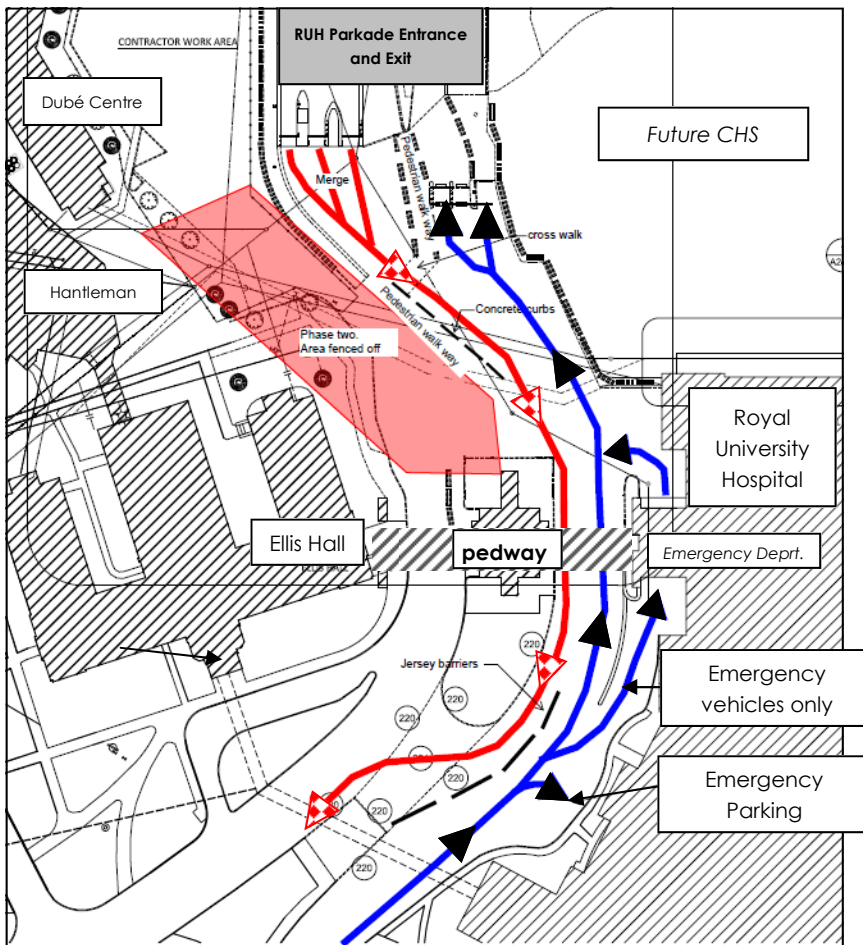 RUH Parkade Entrance
and Exit
CONTRACTOR WORK AREA
Dubé Centre
Future CHS
Pedestrian walk way
Merge
cross walk
Hantleman
Pedestrian walk way
Concrete curbs
Phase two.
Area fenced off
Royal
University
Hospital
Ellis Hall
pedway
Emergency Deprt.
220
Jersey barriers
Emergency
vehicles only
220
220
220
Emergency
Parking
220
220